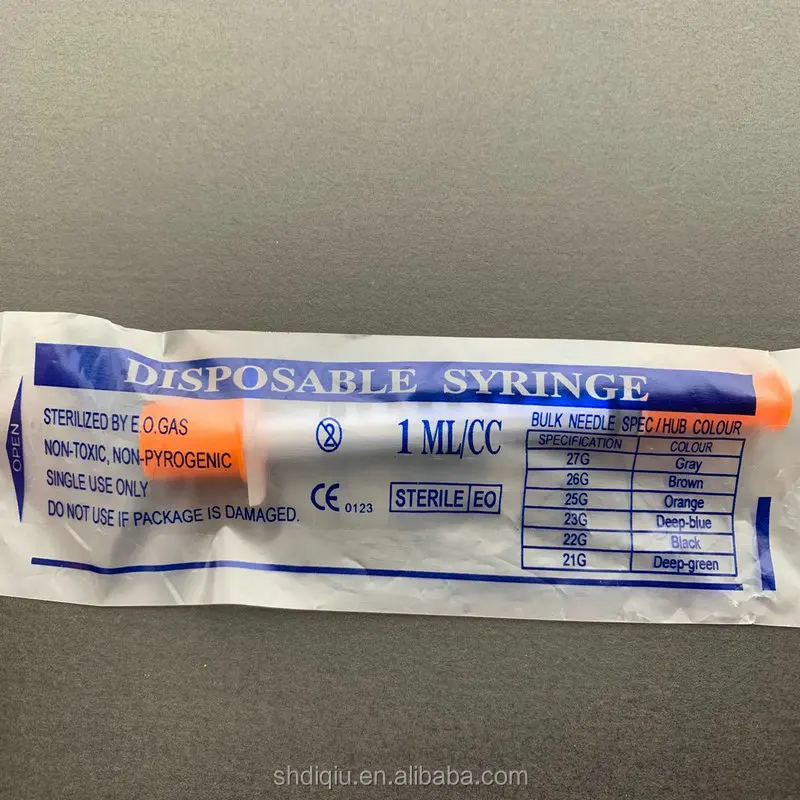 DISPOSABLE SYRINGE
OPEN
STERILIZED BY E.O.GAS
NON-TOXIC, NON-PYROGENIC
SINGLE USE ONLY
DO NOT USE IF PACKAGE IS DAMAGED.
2
1 ML/CC
CE 0123
STERILE EO
BULK NEEDLE SPEC/HUB COLOUR
SPECIFICATION COLOUR
27G Gray
26G Brown
25G Orange
23G Deep-blue
22G Black
21G Deep-green
shdiqiu.en.alibaba.com